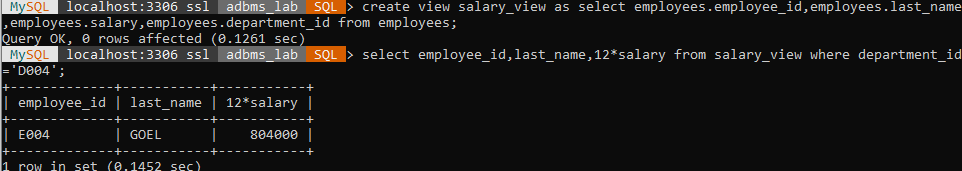 MySQL localhost:3306 ssl adbms_lab SQL > create view salary_view as select employees.employee_id,employees.last_name
,employees.salary,employees.department_id from employees;
Query OK, 0 rows affected (0.1261 sec)
MySQL localhost:3306 ssl adbms_lab SQL > select employee_id,last_name,12*salary from salary_view where department_id
='D004';
+-------------+-----------+-----------+
| employee_id | last_name | 12*salary |
+-------------+-----------+-----------+
| E004        | GOEL      |    804000 |
+-------------+-----------+-----------+
1 row in set (0.1452 sec)